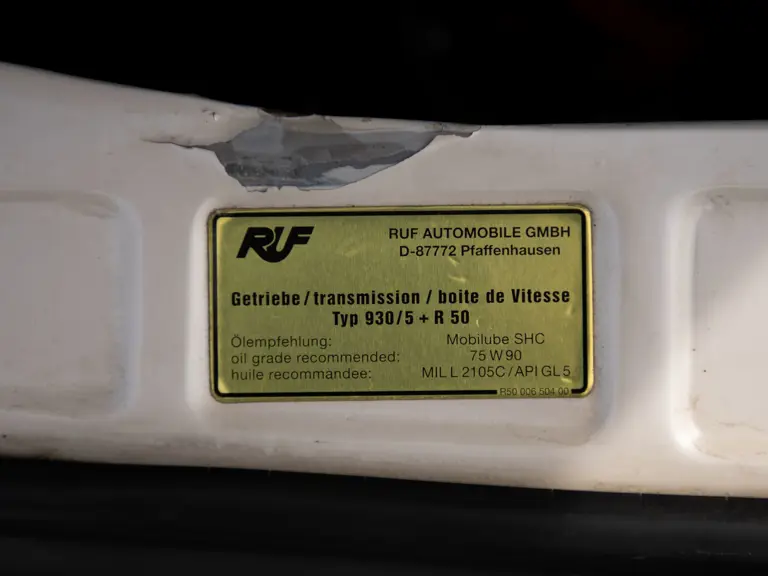 RUF
RUF AUTOMOBILE GMBH
D-87772 Pfaffenhausen
Getriebe/transmission/boite de Vitesse
Typ 930/5 + R 50
Ölempfehlung: Mobilube SHC
oil grade recommended: 75 W 90
huile recommandee: MIL L 2105C/API GL 5
R50 006 504 00